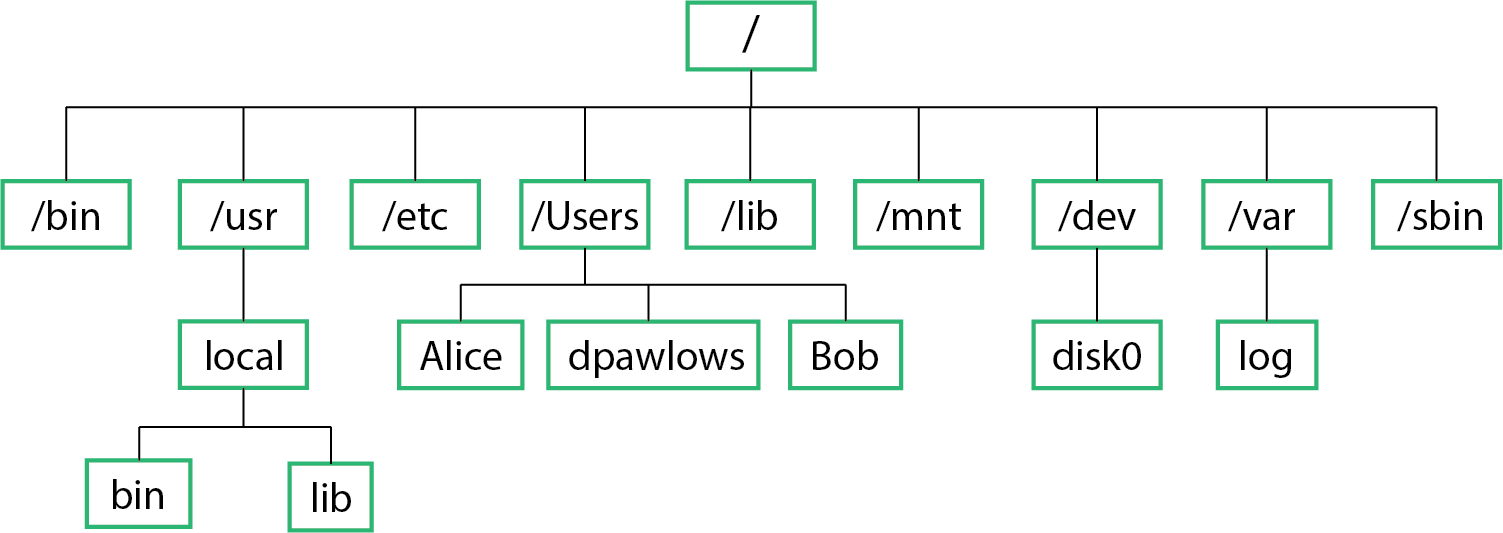 /
/bin /usr /etc /Users /lib /mnt /dev /var /sbin
local Alice dpawlows Bob disk0 log
bin lib